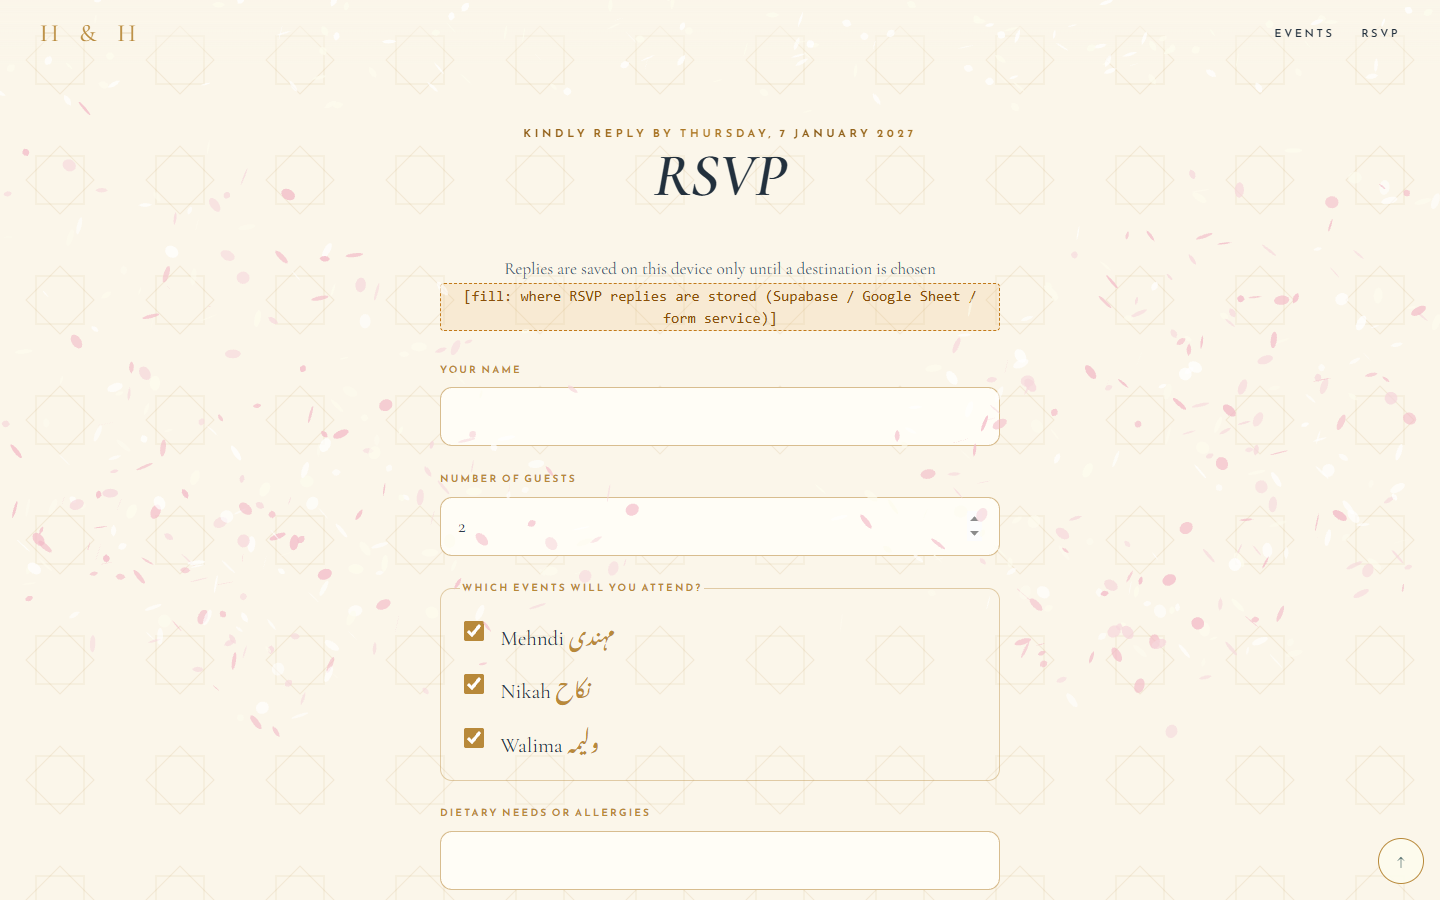 H & H
EVENTS RSVP
KINDLY REPLY BY THURSDAY, 7 JANUARY 2027
RSVP
Replies are saved on this device only until a destination is chosen
[fill: where RSVP replies are stored (Supabase / Google Sheet /
form service)]
YOUR NAME
NUMBER OF GUESTS
2
WHICH EVENTS WILL YOU ATTEND?
Mehndi مہندی
Nikah نکاح
Walima ولیمہ
DIETARY NEEDS OR ALLERGIES
↑